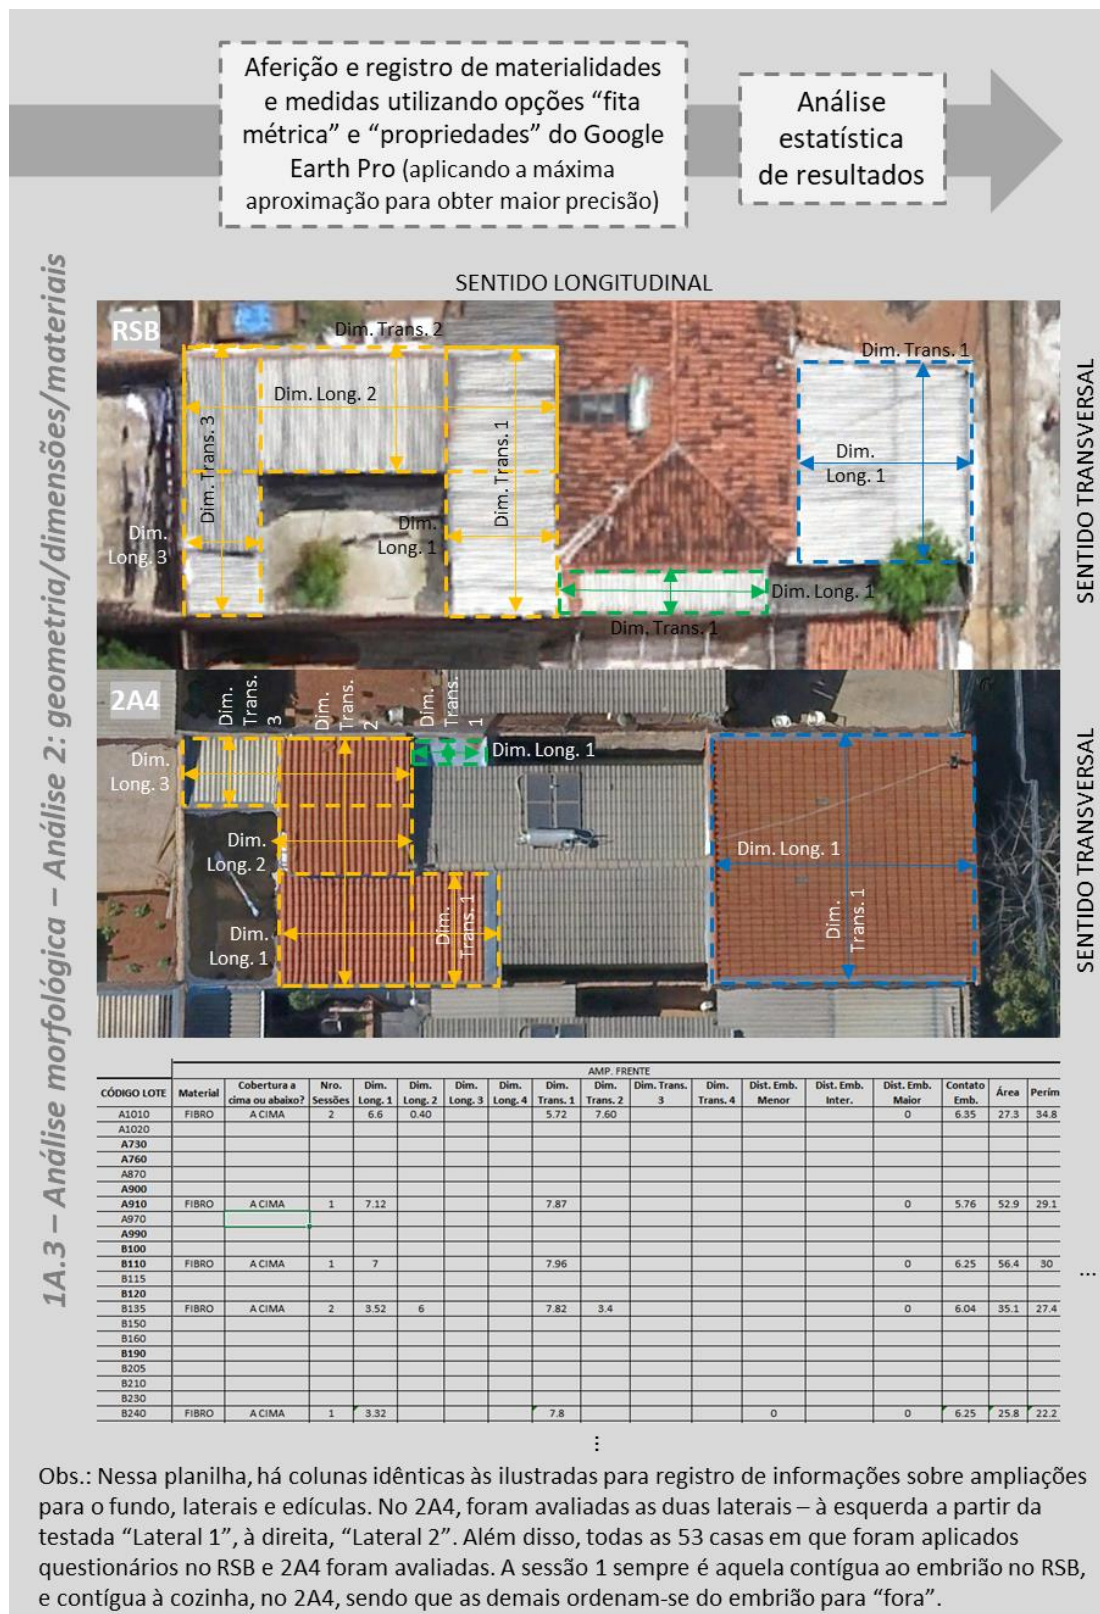 Aferição e registro de materialidades
e medidas utilizando opções “fita
métrica” e “propriedades” do Google
Earth Pro (aplicando a máxima
aproximação para obter maior precisão)
Análise
estatística
de resultados
1A.3 – Análise morfológica – Análise 2: geometria/dimensões/materiais
SENTIDO LONGITUDINAL
RSB
Dim. Trans. 2
Dim. Long. 2
Dim. Trans. 3
Dim. Trans. 1
Dim.
Long. 3
Dim.
Long. 1
Dim. Trans. 1
Dim.
Long. 1
Dim. Long. 1
Dim. Trans. 1
SENTIDO TRANSVERSAL
2A4
Dim.
Trans.
3
Dim.
Trans.
2
Dim.
Trans.
1
Dim. Long. 1
Dim.
Long. 3
Dim.
Long. 2
Dim.
Long. 1
Dim.
Trans. 1
Dim. Long. 1
Dim.
Trans. 1
SENTIDO TRANSVERSAL
AMP. FRENTE
CÓDIGO LOTE Material Cobertura a cima ou abaixo? Nro. Sessões Dim. Long. 1 Dim. Long. 2 Dim. Long. 3 Dim. Long. 4 Dim. Trans. 1 Dim. Trans. 2 Dim. Trans. 3 Dim. Trans. 4 Dist. Emb. Menor Dist. Emb. Inter. Dist. Emb. Maior Contato Emb. Área Perím
A1010 FIBRO A CIMA 2 6.6 0.40 5.72 7.60 0 6.35 27.3 34.8
A1020
A730
A760
A870
A900
A910 FIBRO A CIMA 1 7.12 7.87 0 5.76 52.9 29.1
A970
A990
B100
B110 FIBRO A CIMA 1 7 7.96 0 6.25 56.4 30
B115
B120
B135 FIBRO A CIMA 2 3.52 6 7.82 3.4 0 6.04 35.1 27.4
B150
B160
B190
B205
B210
B230
B240 FIBRO A CIMA 1 3.32 7.8 0 0 6.25 25.8 22.2
...
...
Obs.: Nessa planilha, há colunas idênticas às ilustradas para registro de informações sobre ampliações
para o fundo, laterais e edículas. No 2A4, foram avaliadas as duas laterais – à esquerda a partir da
testada “Lateral 1”, à direita, “Lateral 2”. Além disso, todas as 53 casas em que foram aplicados
questionários no RSB e 2A4 foram avaliadas. A sessão 1 sempre é aquela contígua ao embrião no RSB,
e contígua à cozinha, no 2A4, sendo que as demais ordenam-se do embrião para “fora”.